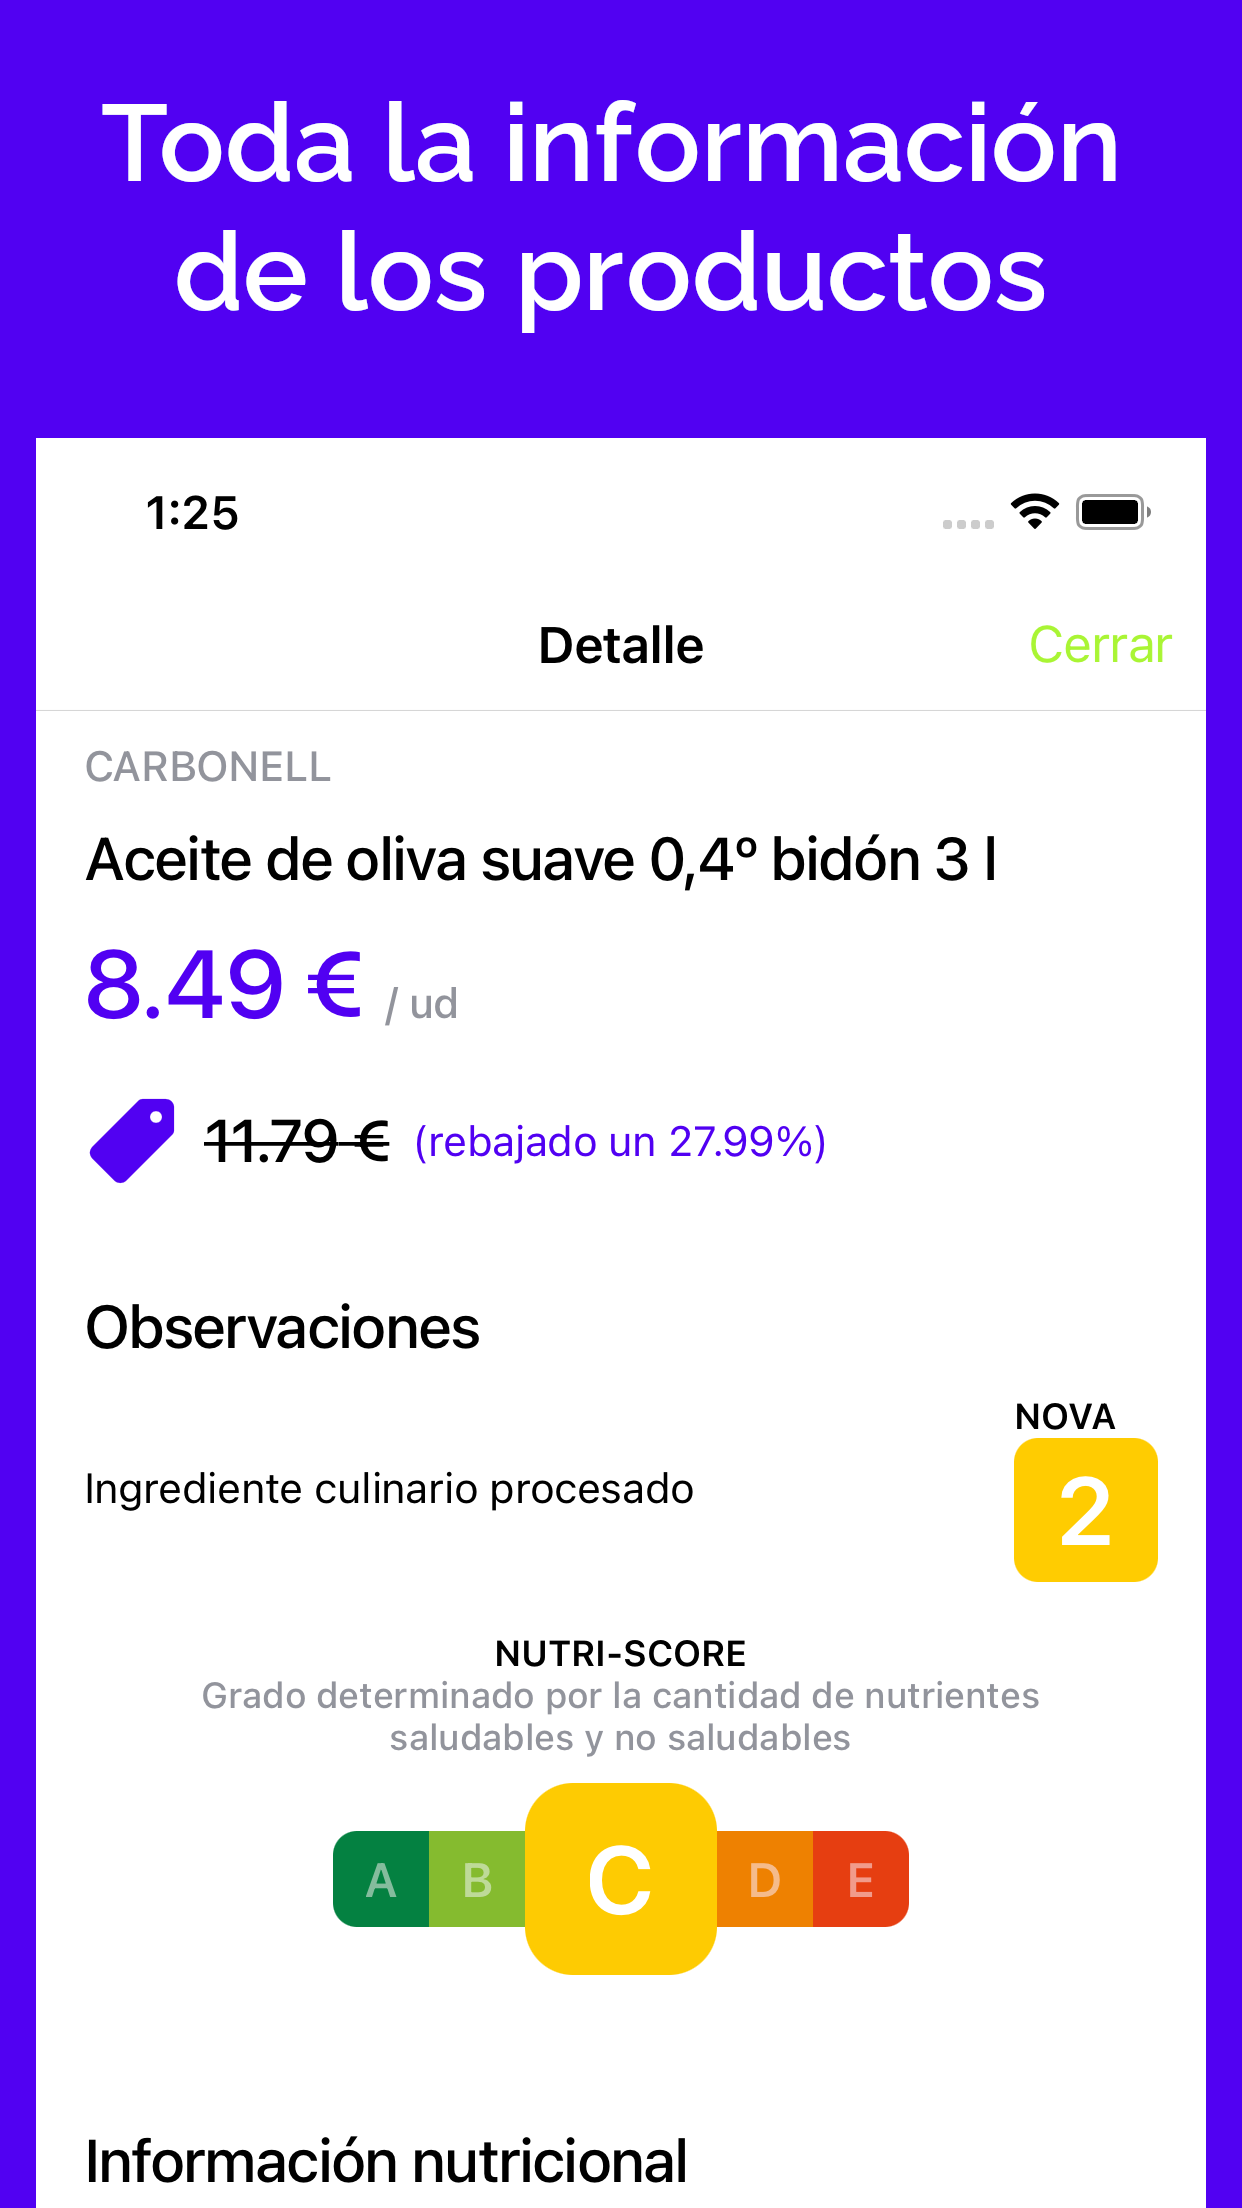 Toda la información
de los productos
1:25
Detalle
Cerrar
CARBONELL
Aceite de oliva suave 0,4º bidón 3 l
8.49 € / ud
11.79 € (rebajado un 27.99%)
Observaciones
NOVA
Ingrediente culinario procesado
2
NUTRI-SCORE
Grado determinado por la cantidad de nutrientes
saludables y no saludables
A B C D E
Información nutricional